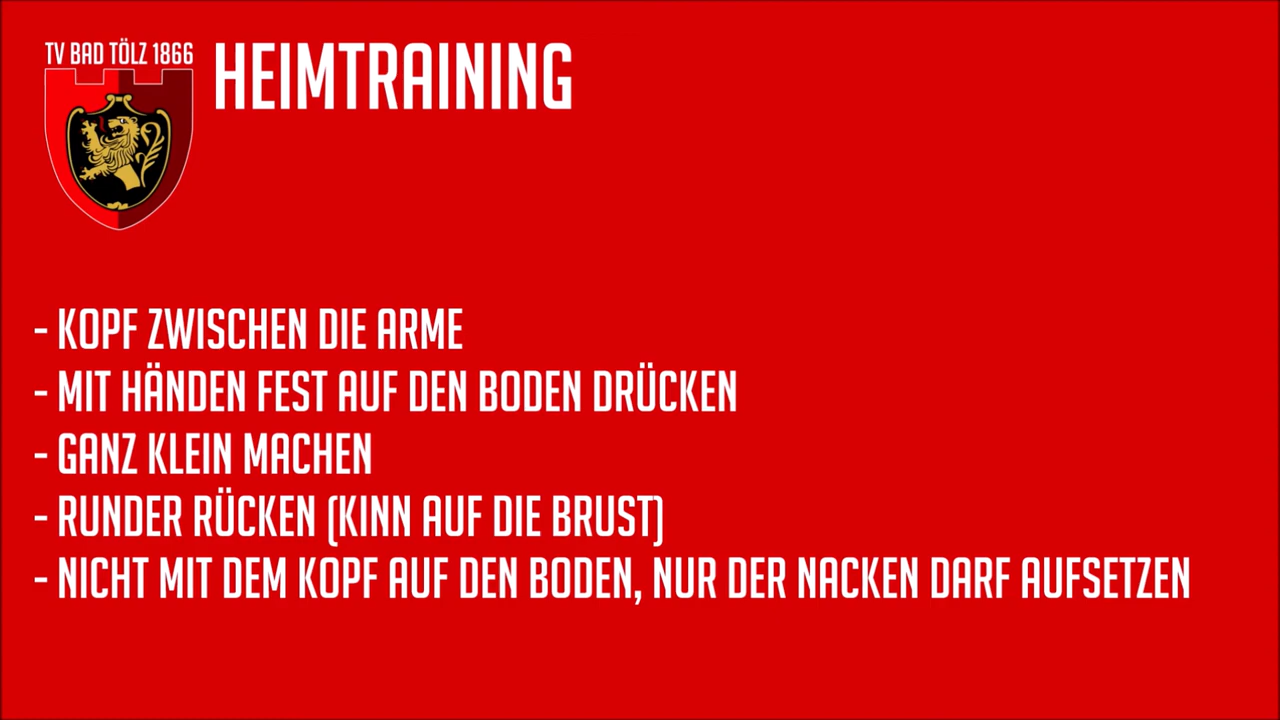 TV BAD TÖLZ 1866
HEIMTRAINING
- KOPF ZWISCHEN DIE ARME
- MIT HÄNDEN FEST AUF DEN BODEN DRÜCKEN
- GANZ KLEIN MACHEN
- RUNDER RÜCKEN (KINN AUF DIE BRUST)
- NICHT MIT DEM KOPF AUF DEN BODEN, NUR DER NACKEN DARF AUFSETZEN